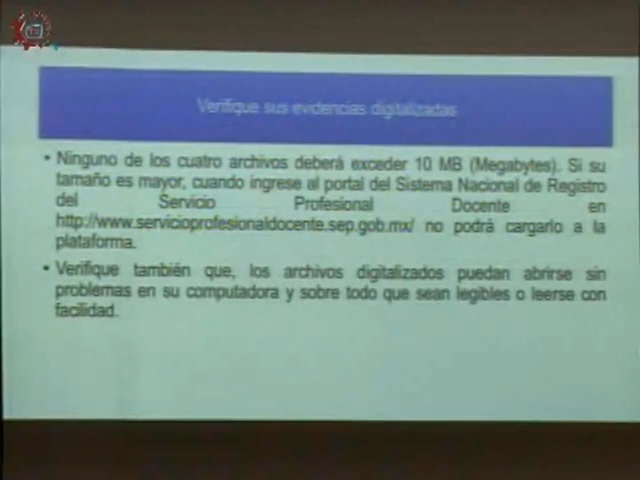 Verifique sus evidencias digitalizadas
• Ninguno de los cuatro archivos deberá exceder 10 MB (Megabytes). Si su
tamaño es mayor, cuando ingrese al portal del Sistema Nacional de Registro
del Servicio Profesional Docente en
http://www.servicioprofesionaldocente.sep.gob.mx/ no podrá cargarlo a la
plataforma.
• Verifique también que, los archivos digitalizados puedan abrirse sin
problemas en su computadora y sobre todo que sean legibles o leerse con
facilidad.